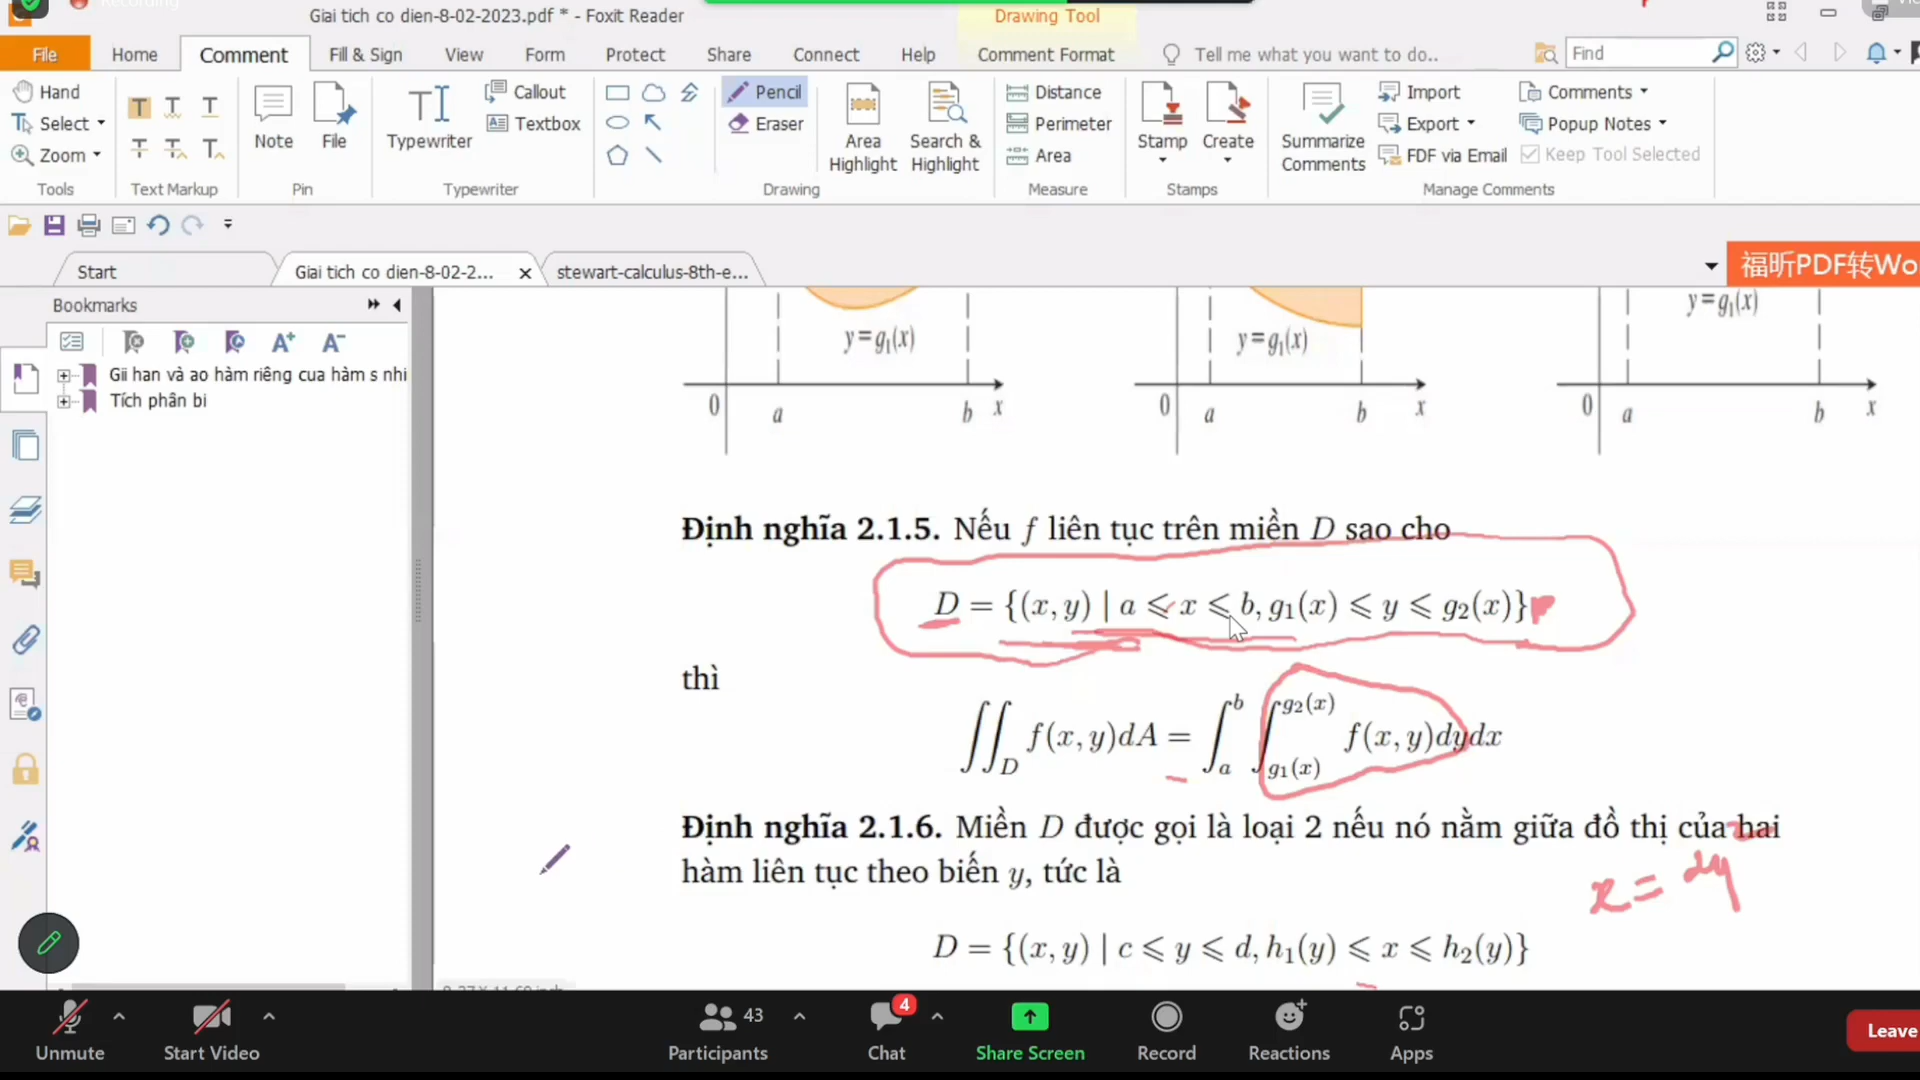 Recording
Giai tich co dien-8-02-2023.pdf * - Foxit Reader
Drawing Tool
File Home Comment Fill & Sign View Form Protect Share Connect Help Comment Format Tell me what you want to do.. Find
Hand
Select
Zoom
Tools
Text Markup
Note
File
Pin
Typewriter
Callout
Textbox
Typewriter
Pencil
Eraser
Area Highlight
Search & Highlight
Drawing
Distance
Perimeter
Area
Measure
Stamp
Create
Stamps
Summarize Comments
Import
Export
FDF via Email
Comments
Popup Notes
Keep Tool Selected
Manage Comments
Start
Giai tich co dien-8-02-2...
stewart-calculus-8th-e...
福昕PDF转Wo
Bookmarks
Gii han và ao hàm riêng cua hàm s nhi
Tích phân bi
y=g₁(x) y=g₁(x) y=g₁(x)
0 a b x 0 a b x 0 a b x
Định nghĩa 2.1.5. Nếu f liên tục trên miền D sao cho
D = {(x, y) | a ⩽ x ⩽ b, g₁(x) ⩽ y ⩽ g₂(x)}
thì
∬_D f(x, y)dA = ∫_a^b ∫_{g₁(x)}^{g₂(x)} f(x, y)dydx
Định nghĩa 2.1.6. Miền D được gọi là loại 2 nếu nó nằm giữa đồ thị của hai
hàm liên tục theo biến y, tức là
x = 2y
D = {(x, y) | c ⩽ y ⩽ d, h₁(y) ⩽ x ⩽ h₂(y)}
Unmute
Start Video
43
Participants
4
Chat
Share Screen
Record
Reactions
Apps
Leave